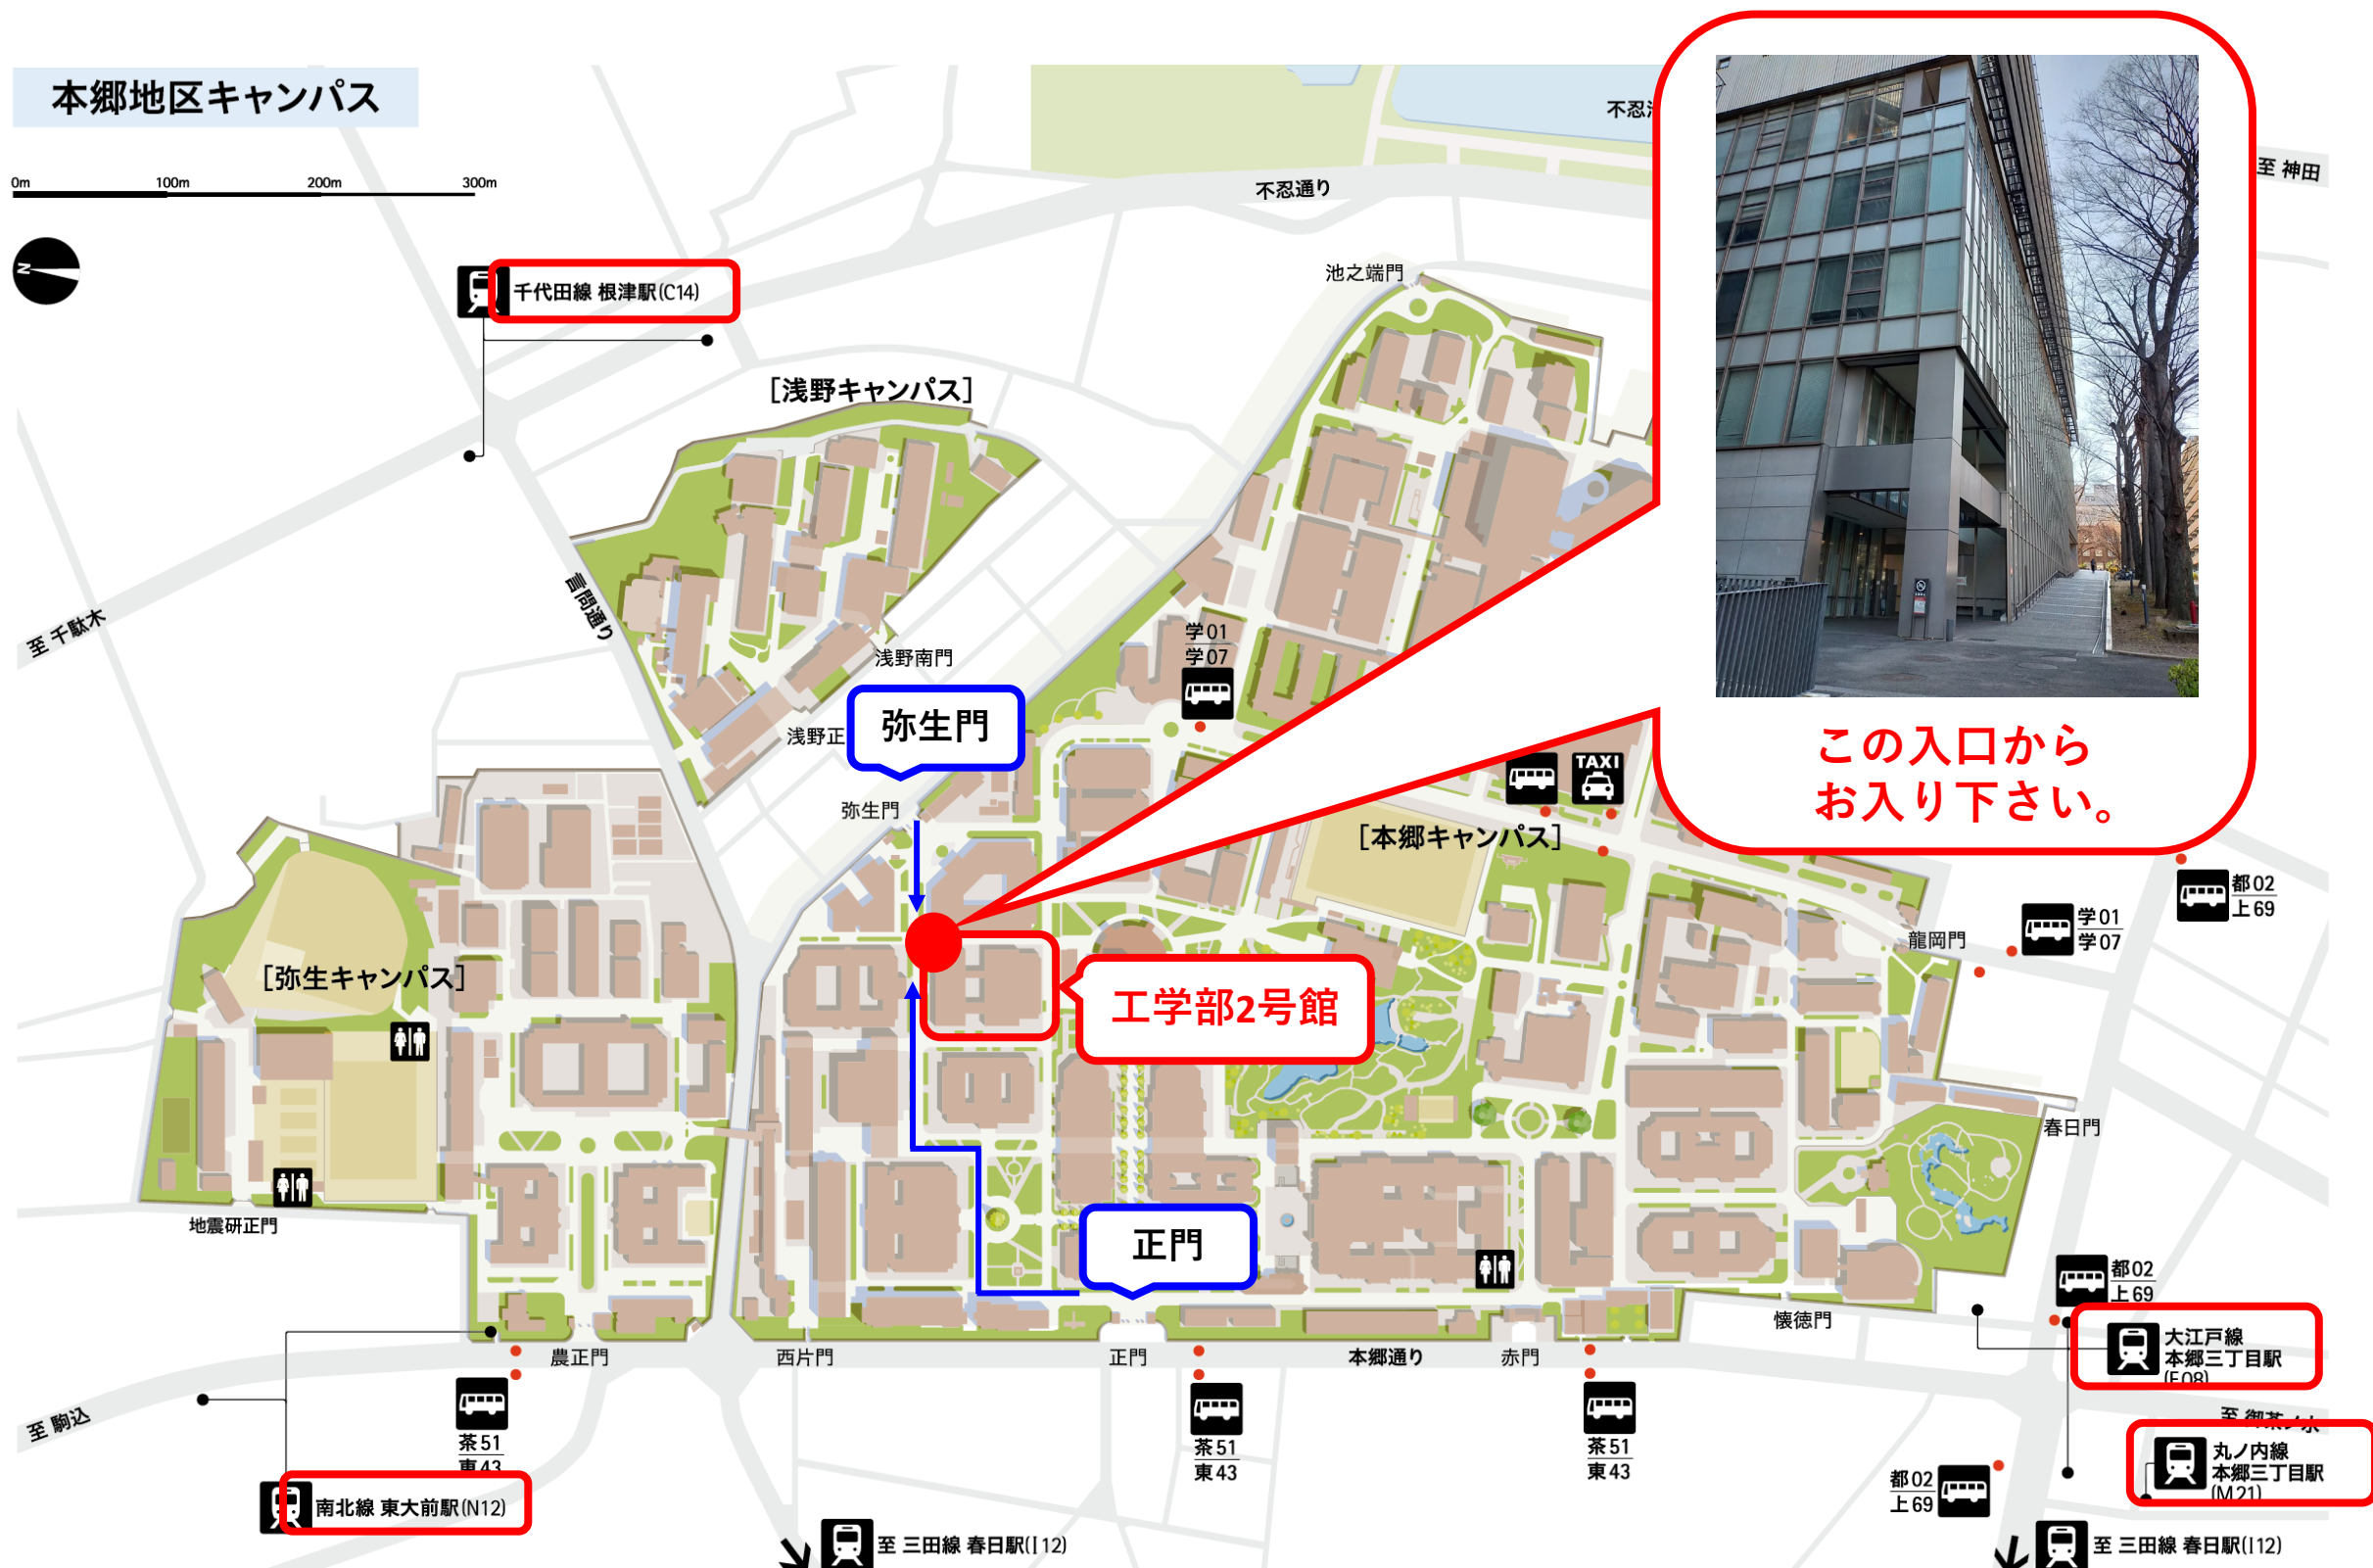 本郷地区キャンパス
0m 100m 200m 300m
N
千代田線 根津駅(C14)
不忍通り
至 神田
池之端門
[浅野キャンパス]
至 千駄木
言問通り
浅野南門
学01
学07
弥生門
浅野正
弥生門
この入口から
お入り下さい。
TAXI
[本郷キャンパス]
都02
上69
学01
学07
龍岡門
[弥生キャンパス]
工学部2号館
春日門
地震研正門
正門
都02
上69
懐徳門
大江戸線
本郷三丁目駅
(E08)
農正門
西片門
正門
本郷通り
赤門
至 駒込
茶51
東43
茶51
東43
茶51
東43
至 御茶ノ水
丸ノ内線
本郷三丁目駅
(M21)
都02
上69
南北線 東大前駅(N12)
至 三田線 春日駅(I12)
至 三田線 春日駅(I12)